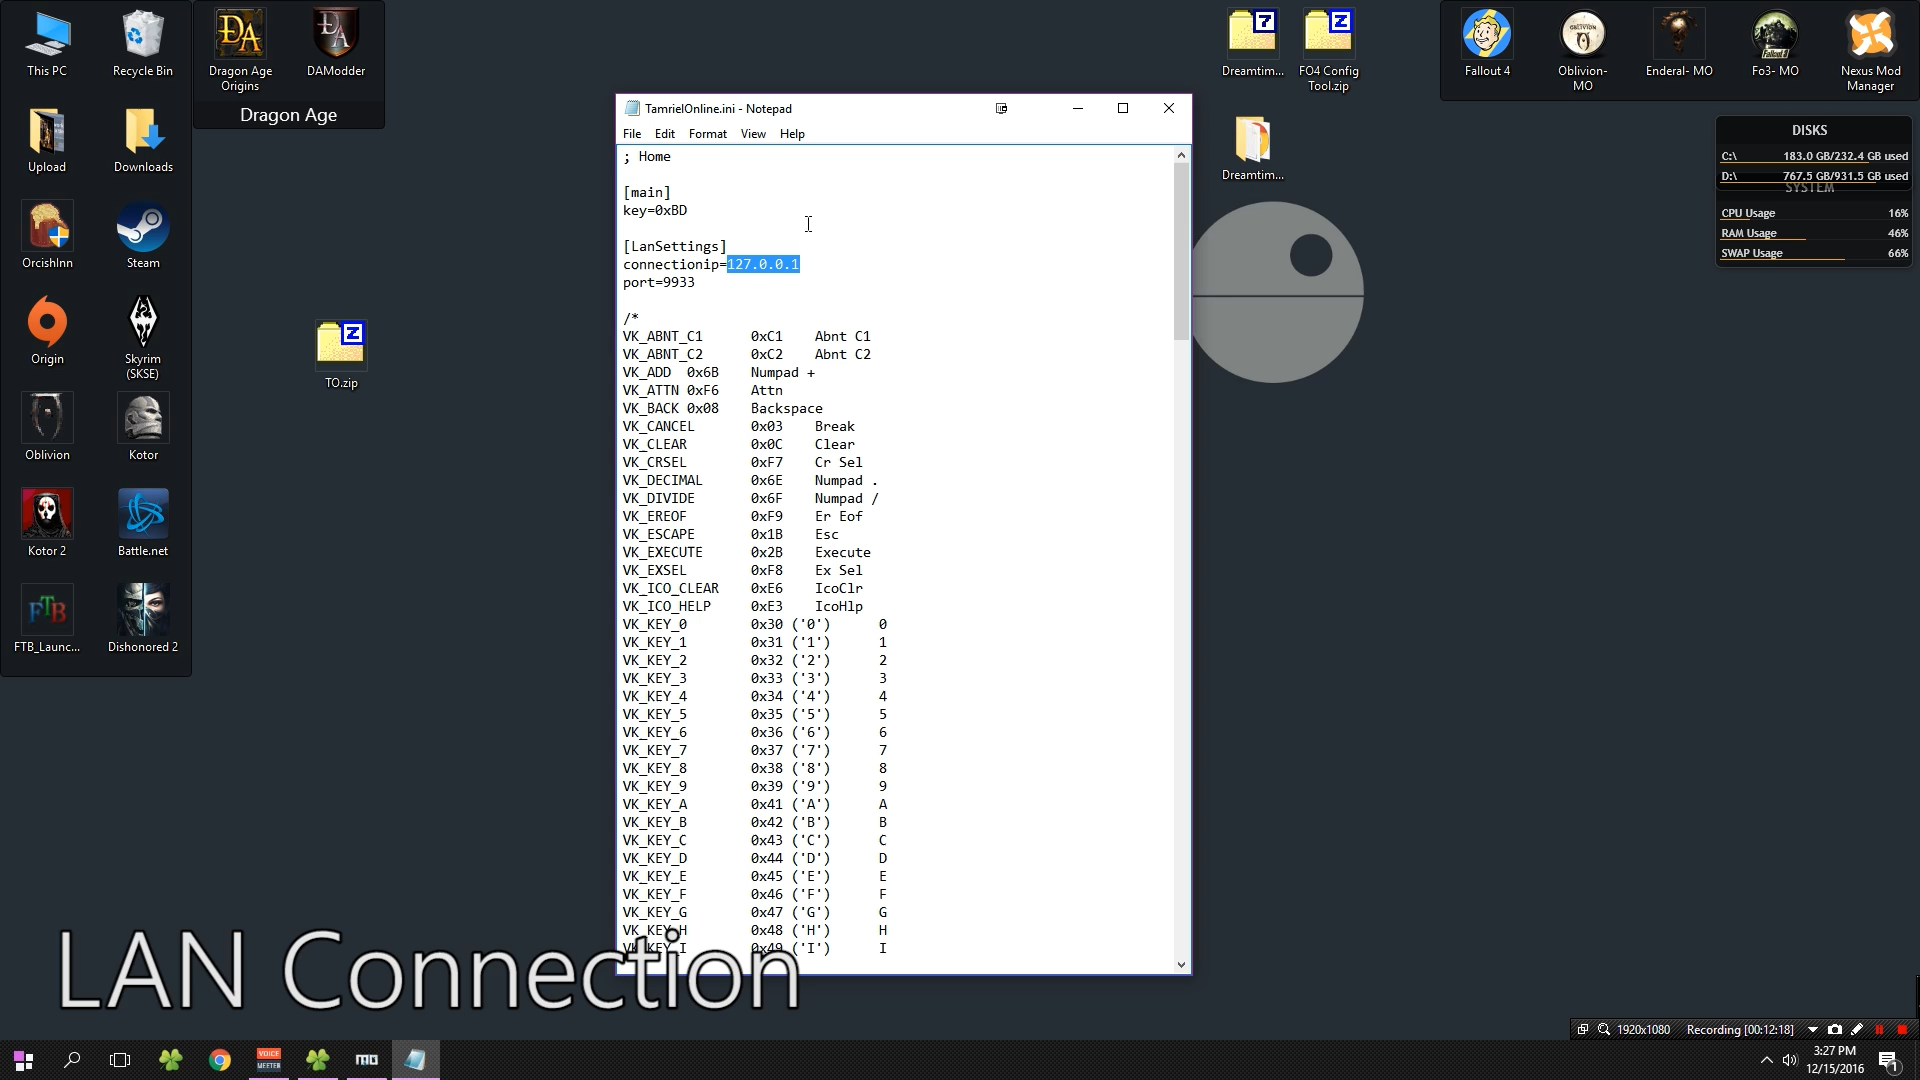 This PC
Recycle Bin
Dragon Age
Origins
DAModder
Dragon Age
Upload
Downloads
OrcishInn
Steam
Origin
Skyrim
(SKSE)
Oblivion
Kotor
Kotor 2
Battle.net
FTB_Launc...
Dishonored 2
TO.zip
Dreamtim...
FO4 Config
Tool.zip
Dreamtim...
Fallout 4
Oblivion-
MO
Enderal- MO
Fo3- MO
Nexus Mod
Manager
DISKS
C:\ 183.0 GB/232.4 GB used
D:\ 767.5 GB/931.5 GB used
SYSTEM
CPU Usage 16%
RAM Usage 46%
SWAP Usage 66%
TamrielOnline.ini - Notepad
File Edit Format View Help
; Home
[main]
key=0xBD
[LanSettings]
connectionip=127.0.0.1
port=9933
/*
VK_ABNT_C1 0xC1 Abnt C1
VK_ABNT_C2 0xC2 Abnt C2
VK_ADD 0x6B Numpad +
VK_ATTN 0xF6 Attn
VK_BACK 0x08 Backspace
VK_CANCEL 0x03 Break
VK_CLEAR 0x0C Clear
VK_CRSEL 0xF7 Cr Sel
VK_DECIMAL 0x6E Numpad .
VK_DIVIDE 0x6F Numpad /
VK_EREOF 0xF9 Er Eof
VK_ESCAPE 0x1B Esc
VK_EXECUTE 0x2B Execute
VK_EXSEL 0xF8 Ex Sel
VK_ICO_CLEAR 0xE6 IcoClr
VK_ICO_HELP 0xE3 IcoHlp
VK_KEY_0 0x30 ('0') 0
VK_KEY_1 0x31 ('1') 1
VK_KEY_2 0x32 ('2') 2
VK_KEY_3 0x33 ('3') 3
VK_KEY_4 0x34 ('4') 4
VK_KEY_5 0x35 ('5') 5
VK_KEY_6 0x36 ('6') 6
VK_KEY_7 0x37 ('7') 7
VK_KEY_8 0x38 ('8') 8
VK_KEY_9 0x39 ('9') 9
VK_KEY_A 0x41 ('A') A
VK_KEY_B 0x42 ('B') B
VK_KEY_C 0x43 ('C') C
VK_KEY_D 0x44 ('D') D
VK_KEY_E 0x45 ('E') E
VK_KEY_F 0x46 ('F') F
VK_KEY_G 0x47 ('G') G
VK_KEY_H 0x48 ('H') H
VK_KEY_I 0x49 ('I') I
LAN Connection
1920x1080 Recording [00:12:18]
VOICE
MEETER
MO
3:27 PM
12/15/2016
1